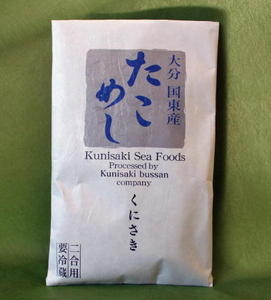 大分 国東産
たこ
めし
Kunisaki Sea Foods
Processed by
Kunisaki bussan
company
くにさき
二合用
要冷蔵